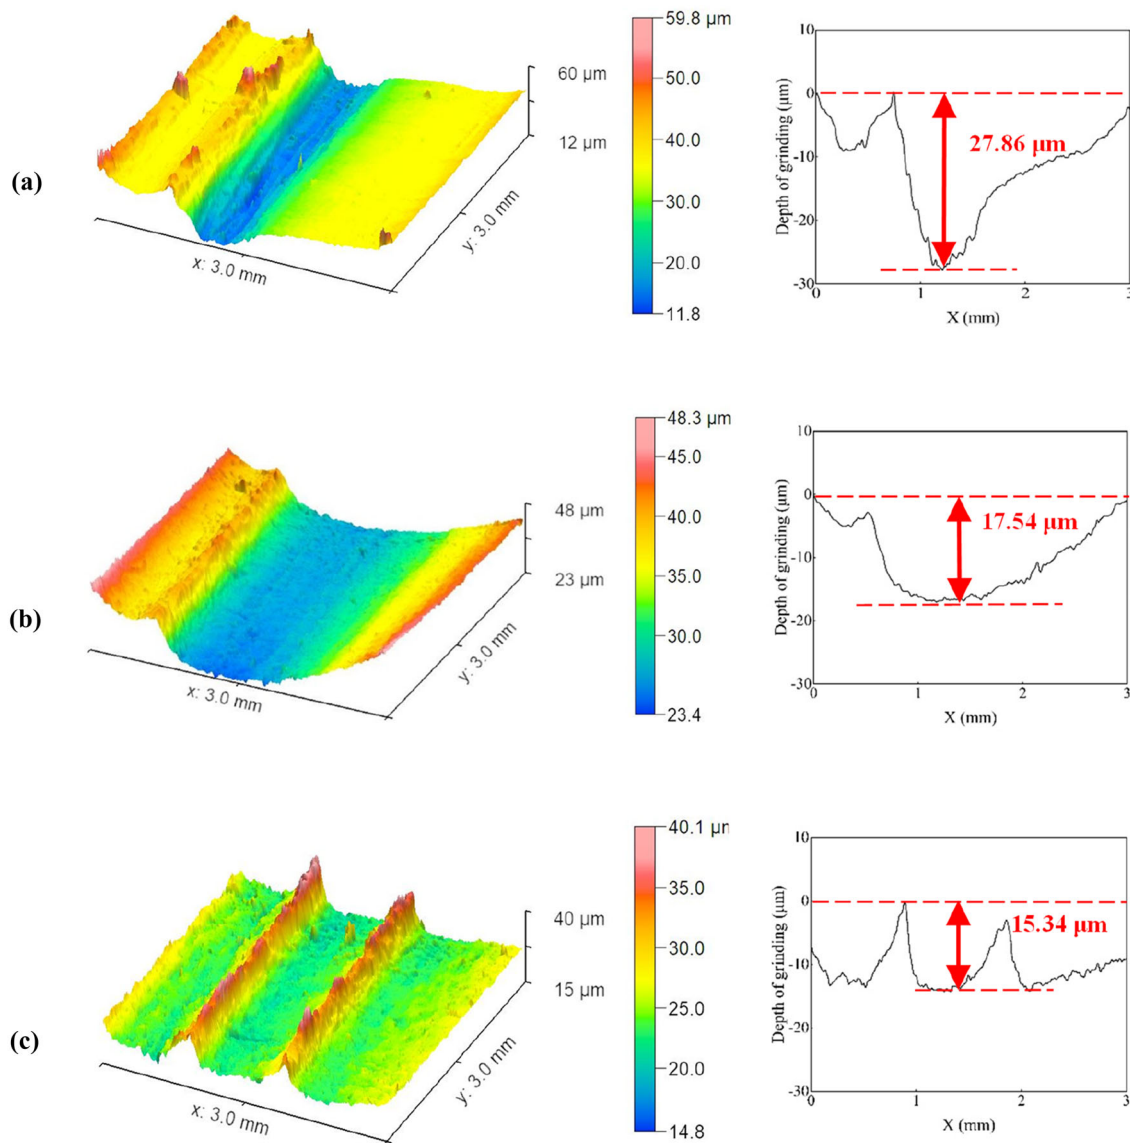 (a)
x: 3.0 mm
y: 3.0 mm
60 µm
12 µm
59.8 µm
50.0
40.0
30.0
20.0
11.8
Depth of grinding (µm)
10
0
-10
-20
-30
27.86 µm
0
1
2
3
X (mm)
(b)
x: 3.0 mm
y: 3.0 mm
48 µm
23 µm
48.3 µm
45.0
40.0
35.0
30.0
23.4
Depth of grinding (µm)
10
0
-10
-20
-30
17.54 µm
0
1
2
3
X (mm)
(c)
x: 3.0 mm
y: 3.0 mm
40 µm
15 µm
40.1 µ
35.0
30.0
25.0
20.0
14.8
Depth of grinding (µm)
10
0
-10
-20
-30
15.34 µm
0
1
2
3
X (mm)